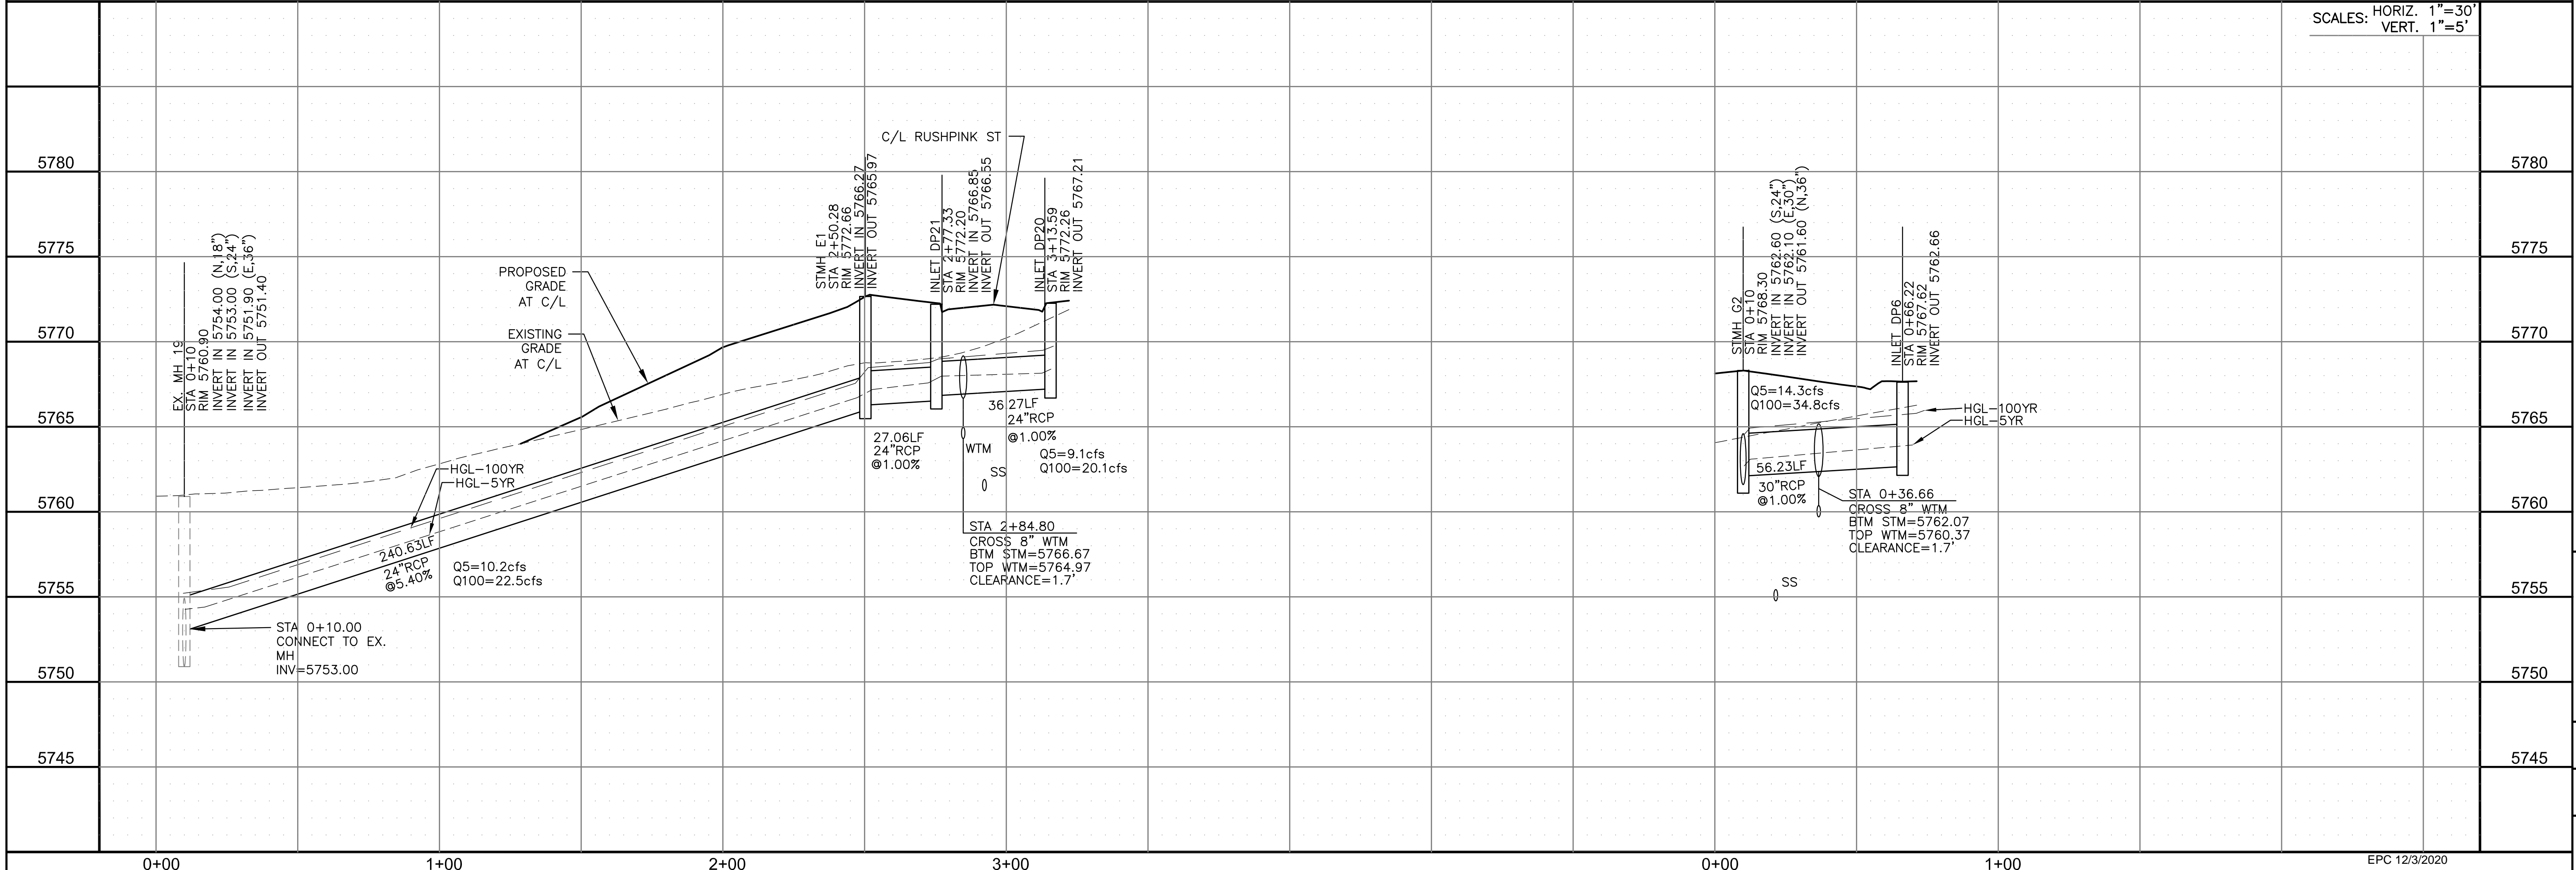 SCALES: HORIZ. 1"=30'
VERT. 1"=5'
5780
5775
5770
5765
5760
5755
5750
5745
EX. MH 19
STA 0+10
RIM 5760.90
INVERT IN 5754.00 (N,18")
INVERT IN 5753.00 (S,24")
INVERT IN 5751.90 (E,36")
INVERT OUT 5751.40
PROPOSED
GRADE
AT C/L
EXISTING
GRADE
AT C/L
HGL-100YR
HGL-5YR
240.63LF
24"RCP
@5.40%
Q5=10.2cfs
Q100=22.5cfs
STA 0+10.00
CONNECT TO EX.
MH
INV=5753.00
STMH E1
STA 2+50.28
RIM 5772.66
INVERT IN 5766.27
INVERT OUT 5765.97
C/L RUSHPINK ST
INLET DP21
STA 2+77.33
RIM 5772.20
INVERT IN 5766.85
INVERT OUT 5766.55
INLET DP20
STA 3+13.59
RIM 5772.26
INVERT OUT 5767.21
27.06LF
24"RCP
@1.00%
36.27LF
24"RCP
@1.00%
Q5=9.1cfs
Q100=20.1cfs
WTM
SS
STA 2+84.80
CROSS 8" WTM
BTM STM=5766.67
TOP WTM=5764.97
CLEARANCE=1.7'
STMH G2
STA 0+10
RIM 5768.30
INVERT IN 5762.60 (S,24")
INVERT IN 5762.10 (E,30")
INVERT OUT 5761.60 (N,36")
INLET DP6
STA 0+66.22
RIM 5767.62
INVERT OUT 5762.66
Q5=14.3cfs
Q100=34.8cfs
HGL-100YR
HGL-5YR
56.23LF
30"RCP
@1.00%
STA 0+36.66
CROSS 8" WTM
BTM STM=5762.07
TOP WTM=5760.37
CLEARANCE=1.7'
SS
5780
5775
5770
5765
5760
5755
5750
5745
0+00
1+00
2+00
3+00
0+00
1+00
EPC 12/3/2020